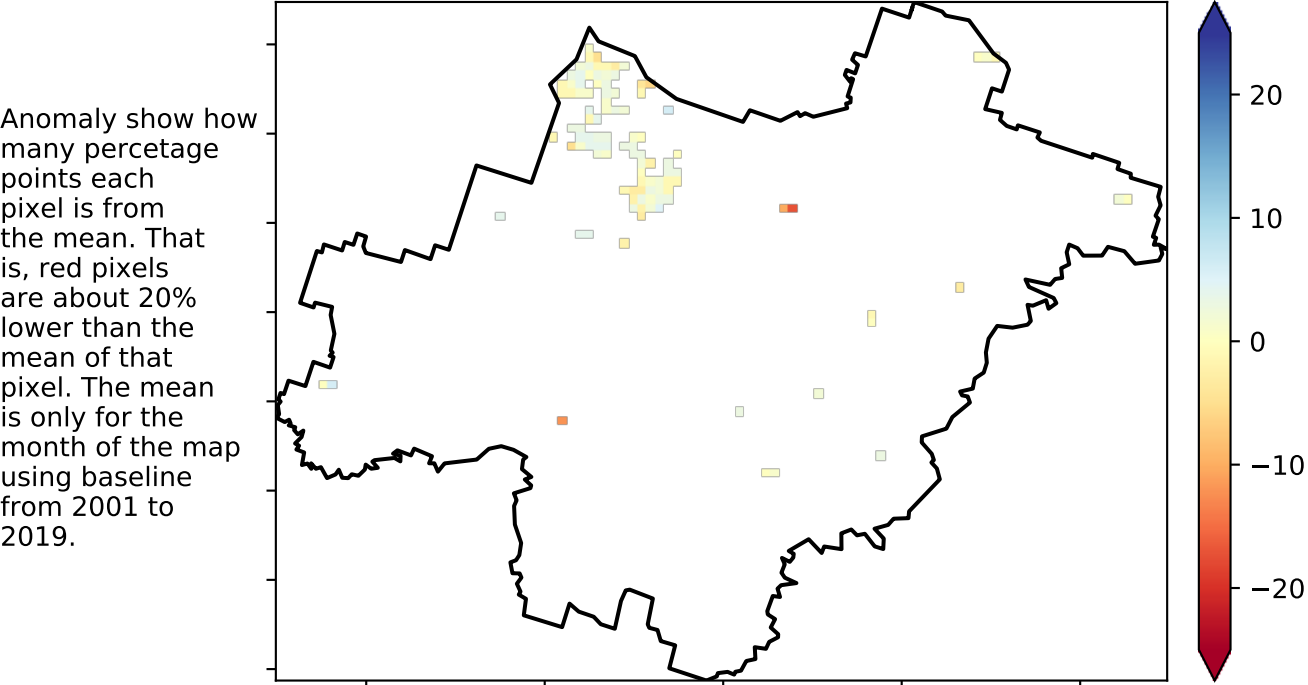 Anomaly show how
many percetage
points each
pixel is from
the mean. That
is, red pixels
are about 20%
lower than the
mean of that
pixel. The mean
is only for the
month of the map
using baseline
from 2001 to
2019.
20
10
0
−10
−20